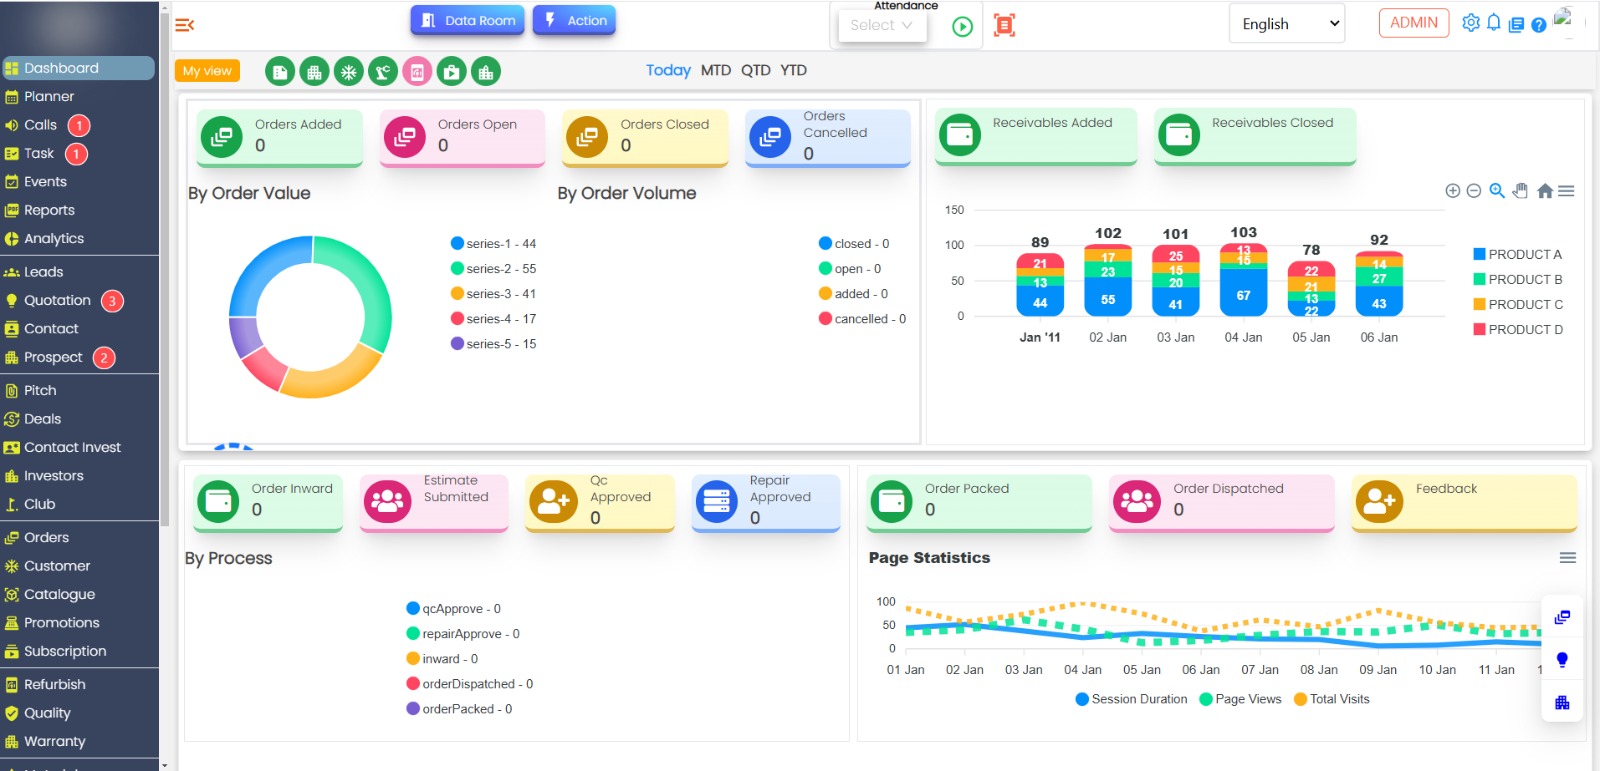 Data Room
Action
Attendance
Select
English
ADMIN
My view
Today MTD QTD YTD
Dashboard
Planner
Calls 1
Task 1
Events
Reports
Analytics
Leads
Quotation 3
Contact
Prospect 2
Pitch
Deals
Contact Invest
Investors
Club
Orders
Customer
Catalogue
Promotions
Subscription
Refurbish
Quality
Warranty
Orders Added
0
Orders Open
0
Orders Closed
0
Orders
Cancelled
0
By Order Value
series-1 - 44
series-2 - 55
series-3 - 41
series-4 - 17
series-5 - 15
By Order Volume
closed - 0
open - 0
added - 0
cancelled - 0
Receivables Added
Receivables Closed
150
100
50
0
89
21
13
44
102
17
23
55
101
25
15
20
41
103
13
15
67
78
22
21
13
22
92
14
27
43
Jan '11 02 Jan 03 Jan 04 Jan 05 Jan 06 Jan
PRODUCT A
PRODUCT B
PRODUCT C
PRODUCT D
Order Inward
0
Estimate
Submitted
Qc
Approved
0
Repair
Approved
0
By Process
qcApprove - 0
repairApprove - 0
inward - 0
orderDispatched - 0
orderPacked - 0
Order Packed
0
Order Dispatched
0
Feedback
Page Statistics
100
50
0
01 Jan 02 Jan 03 Jan 04 Jan 05 Jan 06 Jan 07 Jan 08 Jan 09 Jan 10 Jan 11 Jan
Session Duration Page Views Total Visits